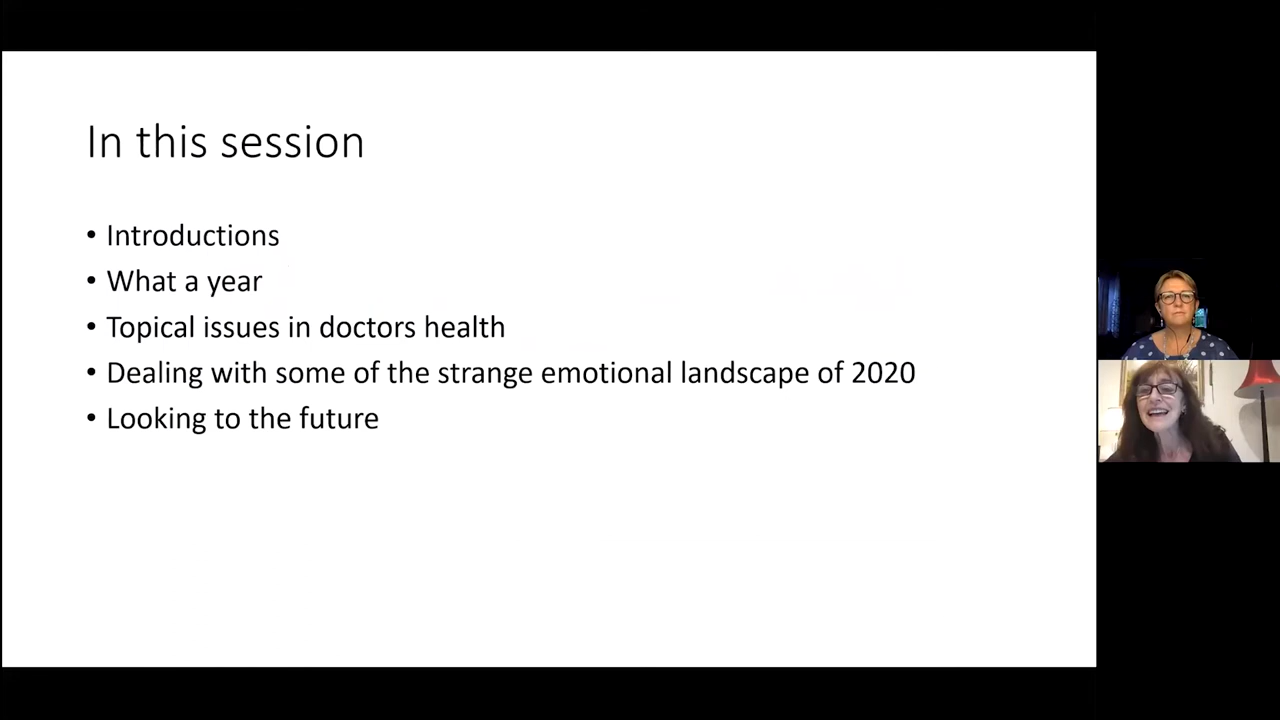 In this session
• Introductions
• What a year
• Topical issues in doctors health
• Dealing with some of the strange emotional landscape of 2020
• Looking to the future